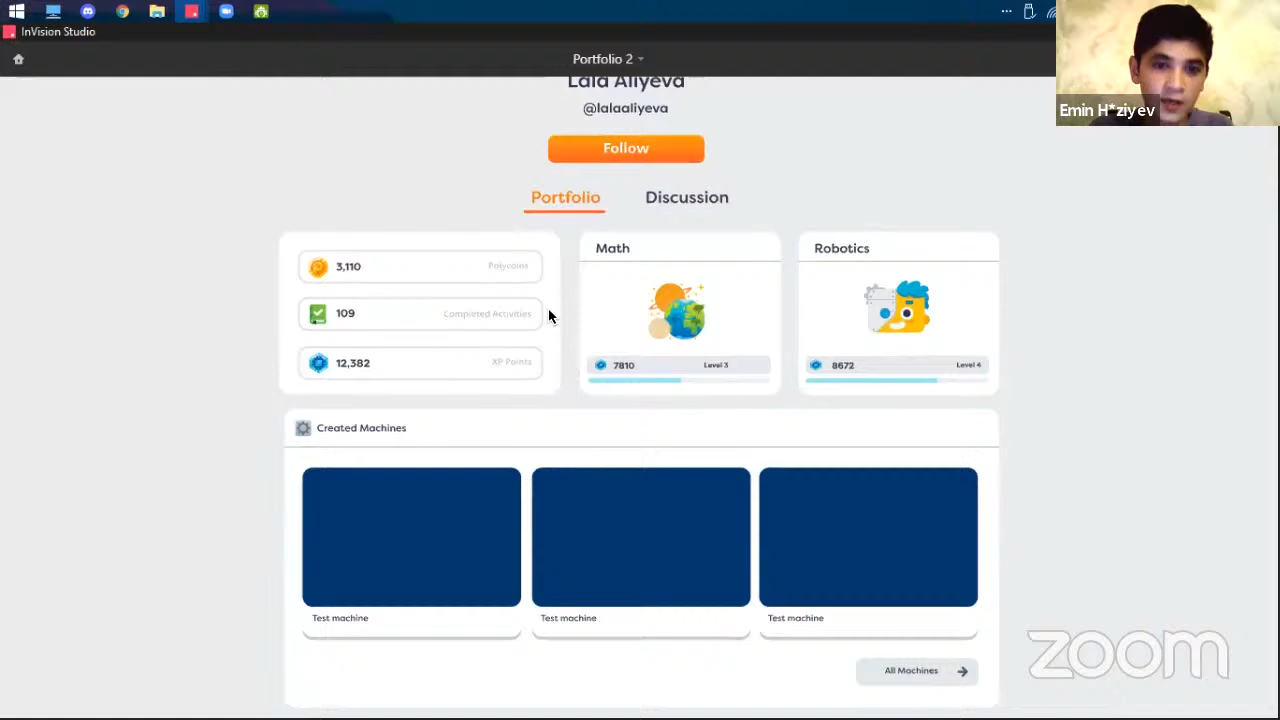 InVision Studio
Portfolio 2
Lala Aliyeva
@lalaaliyeva
Follow
Portfolio Discussion
3,110 Polycoins
109 Completed Activities
12,382 XP Points
Math
7810 Level 3
Robotics
8672 Level 4
Created Machines
Test machine
Test machine
Test machine
All Machines
Emin H*ziyev
zoom